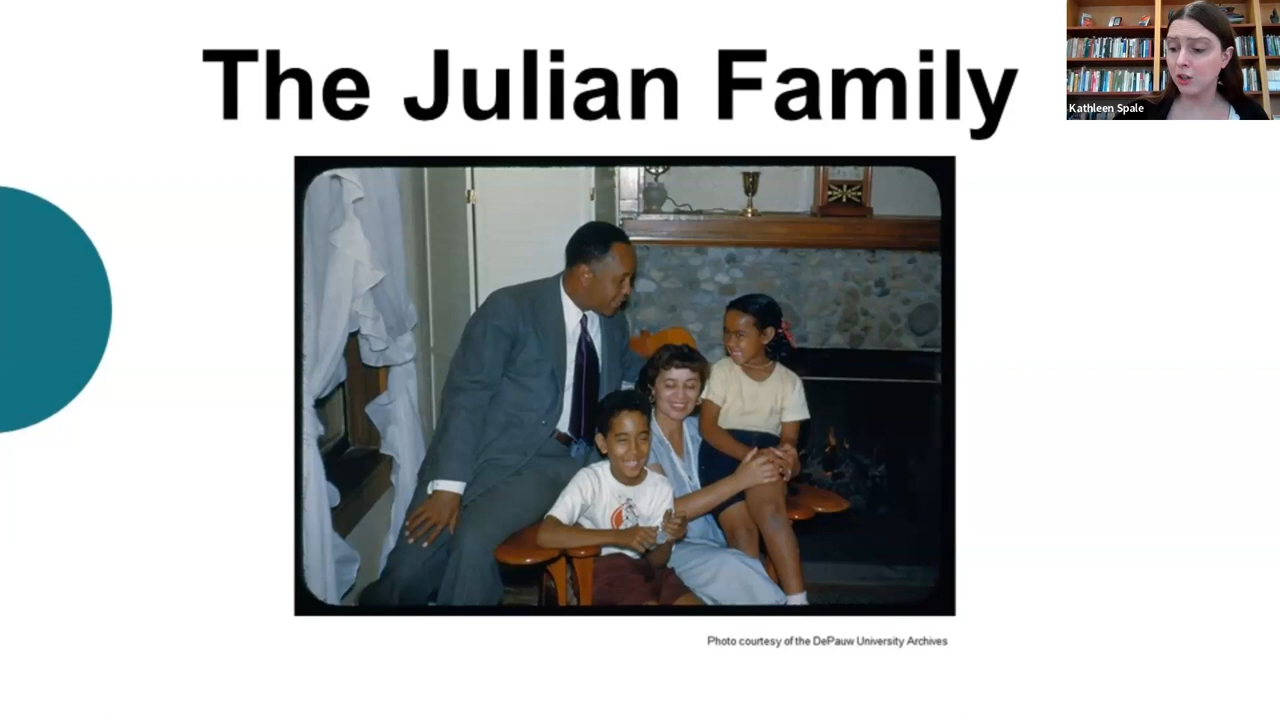 The Julian Family
Kathleen Spale
Photo courtesy of the DePauw University Archives